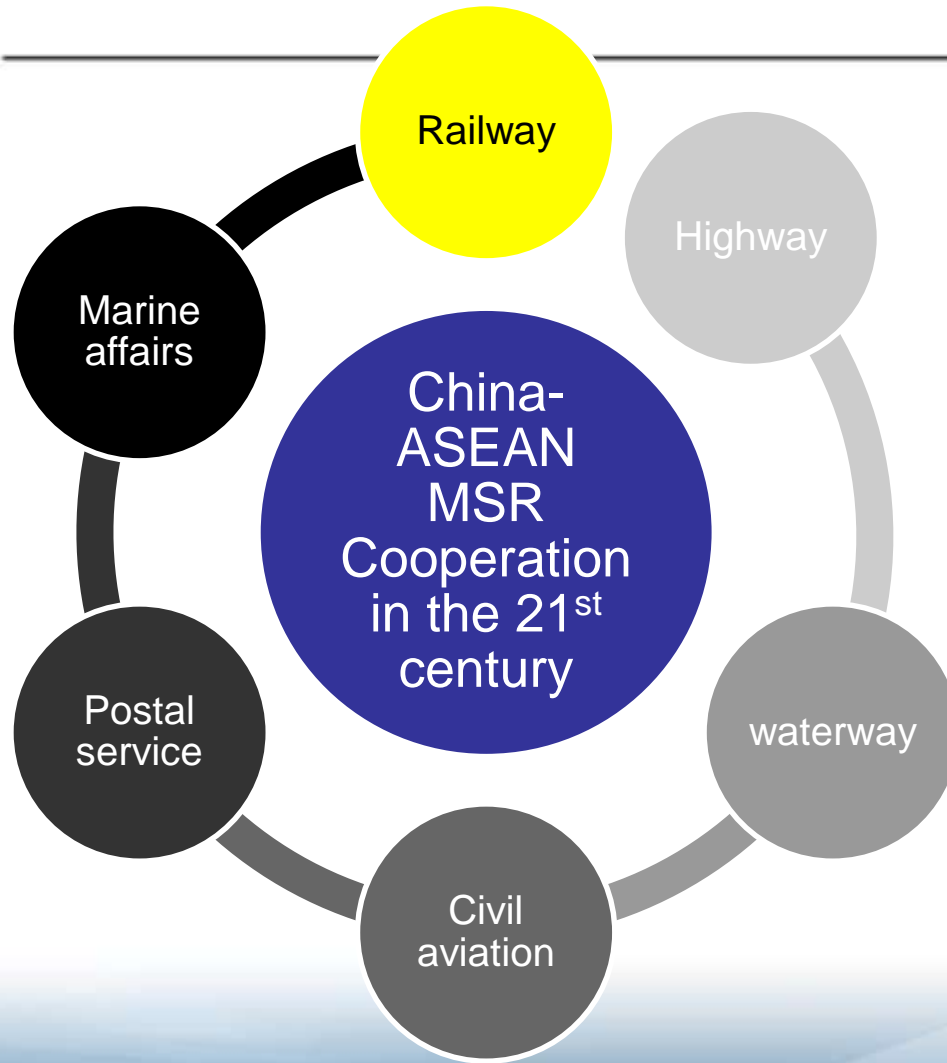 Railway
Highway
Marine
affairs
China-
ASEAN
MSR
Cooperation
in the 21st
century
Postal
service
waterway
Civil
aviation